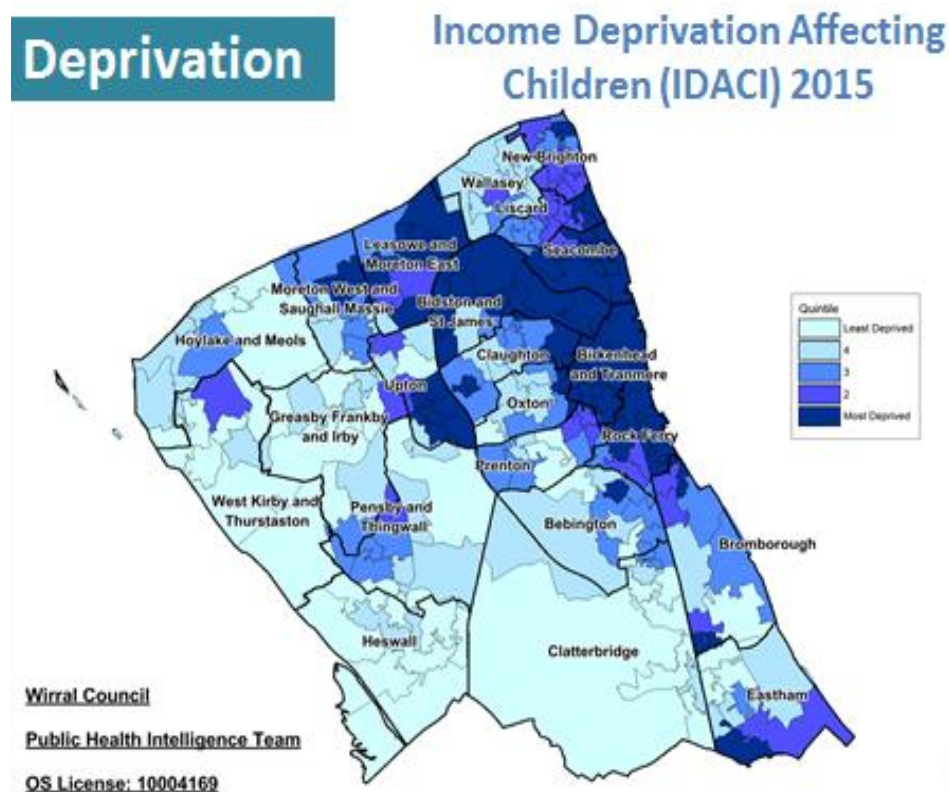 Deprivation
Income Deprivation Affecting
Children (IDACI) 2015
New Brighton
Wallasey
Liscard
Seacombe
Leasowe and
Moreton East
Moreton West and
Saughall Massie
Bidston and
St James
Hoylake and Meols
Claughton
Birkenhead
and Tranmere
Upton
Oxton
Greasby Frankby
and Irby
Rock Ferry
Prenton
West Kirby and
Thurstaston
Pensby and
Thingwall
Bebington
Bromborough
Heswall
Clatterbridge
Eastham
Quintile
Least Deprived
4
3
2
Most Deprived
Wirral Council
Public Health Intelligence Team
OS License: 10004169